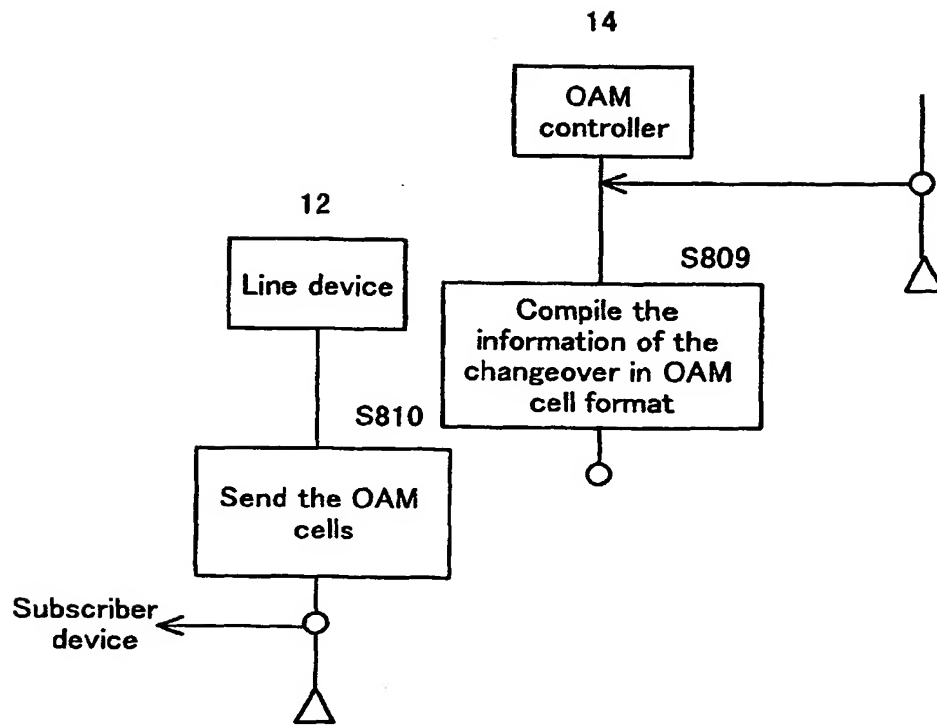 14
OAM
controller
12
Line device
S809
Compile the
information of the
changeover in OAM
cell format
S810
Send the OAM
cells
Subscriber
device